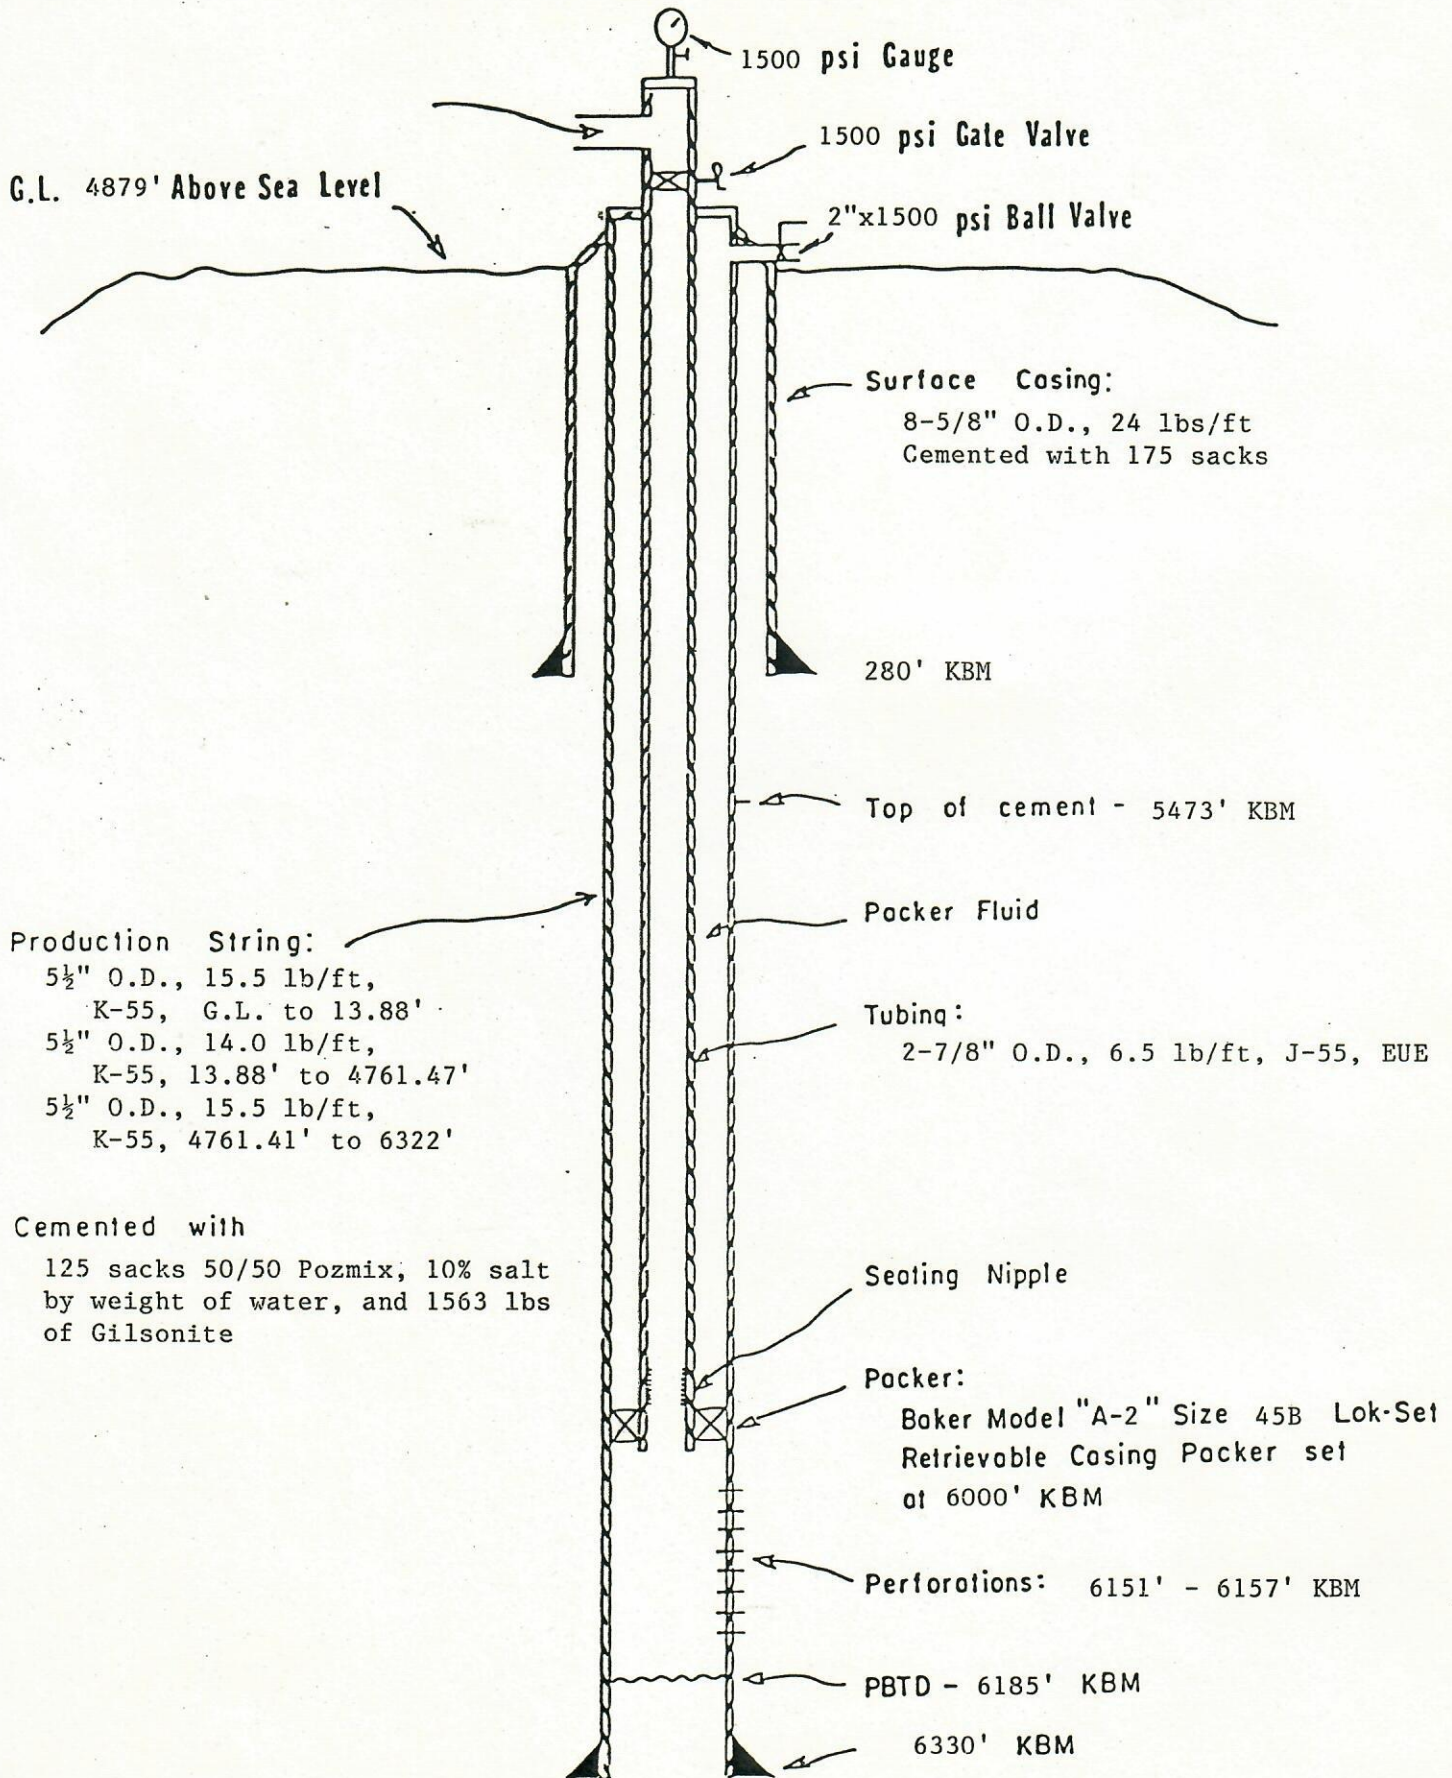 1500 psi Gauge
1500 psi Gate Valve
G.L. 4879' Above Sea Level
2"x1500 psi Ball Valve
Surface Casing:
8-5/8" O.D., 24 lbs/ft
Cemented with 175 sacks
280' KBM
Top of cement - 5473' KBM
Packer Fluid
Production String:
5½" O.D., 15.5 lb/ft,
K-55, G.L. to 13.88'
5½" O.D., 14.0 lb/ft,
K-55, 13.88' to 4761.47'
5½" O.D., 15.5 lb/ft,
K-55, 4761.41' to 6322'
Tubing:
2-7/8" O.D., 6.5 lb/ft, J-55, EUE
Cemented with
125 sacks 50/50 Pozmix, 10% salt
by weight of water, and 1563 lbs
of Gilsonite
Seating Nipple
Packer:
Baker Model "A-2" Size 45B Lok-Set
Retrievable Casing Packer set
at 6000' KBM
Perforations: 6151' - 6157' KBM
PBTD - 6185' KBM
6330' KBM